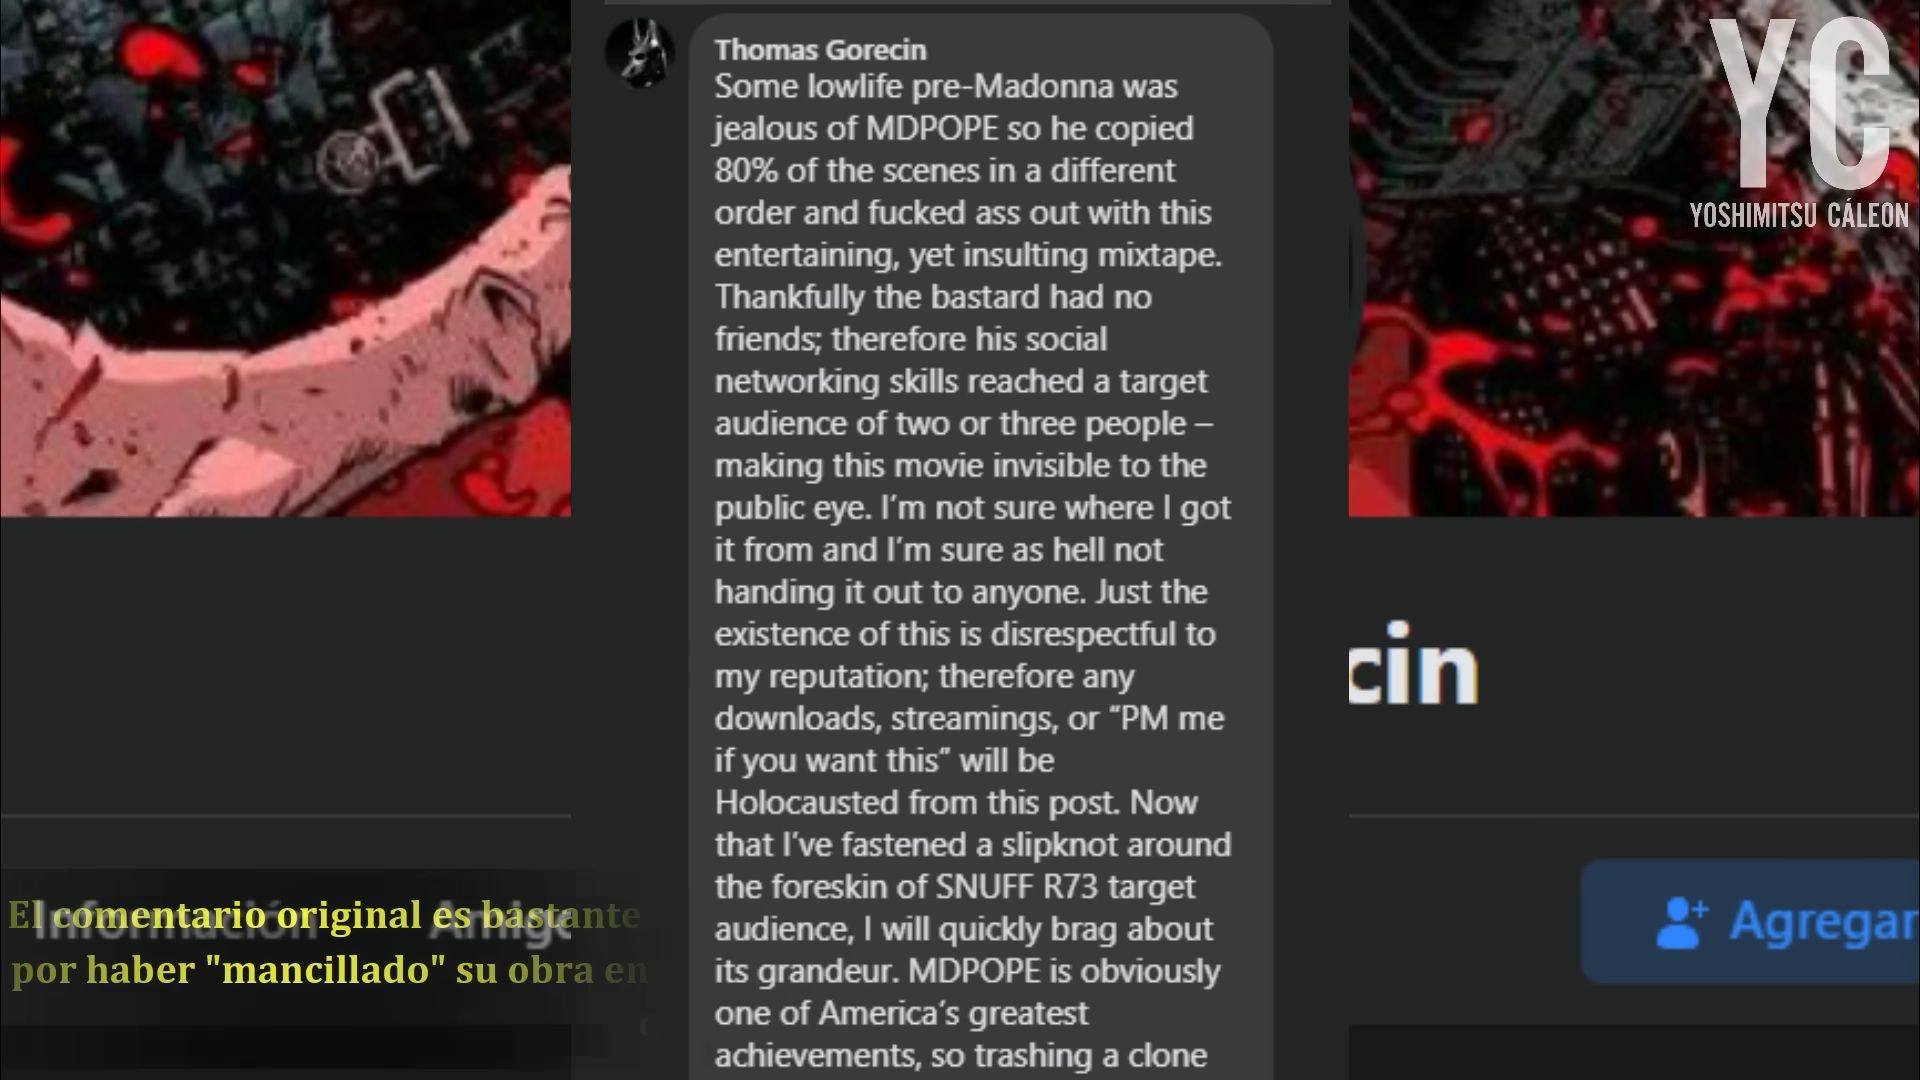 Thomas Gorecin
Some lowlife pre-Madonna was
jealous of MDPOPE so he copied
80% of the scenes in a different
order and fucked ass out with this
entertaining, yet insulting mixtape.
Thankfully the bastard had no
friends; therefore his social
networking skills reached a target
audience of two or three people –
making this movie invisible to the
public eye. I’m not sure where I got
it from and I’m sure as hell not
handing it out to anyone. Just the
existence of this is disrespectful to
my reputation; therefore any
downloads, streamings, or “PM me
if you want this” will be
Holocausted from this post. Now
that I’ve fastened a slipknot around
the foreskin of SNUFF R73 target
audience, I will quickly brag about
its grandeur. MDPOPE is obviously
one of America’s greatest
achievements, so trashing a clone
YC
YOSHIMITSU CÁLEON
cin
Agregar
Información
El comentario original es bastante
por haber "mancillado" su obra en